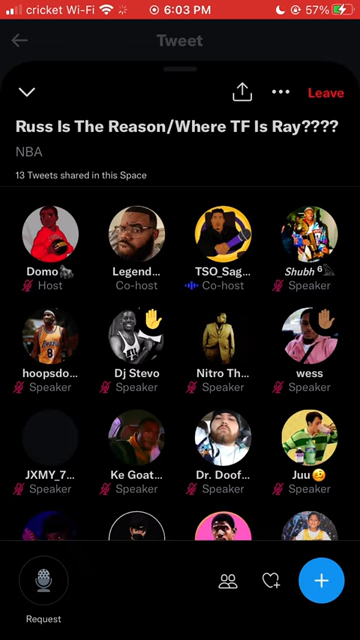 cricket Wi-Fi 6:03 PM 57%
Tweet
Leave
Russ Is The Reason/Where TF Is Ray????
NBA
13 Tweets shared in this Space
Domo Legend... TSO_Sag... Shubh⁶
Host Co-host Co-host Speaker
hoopsdo... Dj Stevo Nitro Th... wess
Speaker Speaker Speaker Speaker
JXMY_7... Ke Goat... Dr. Doof... Juu🥴
Speaker Speaker Speaker Speaker
Request